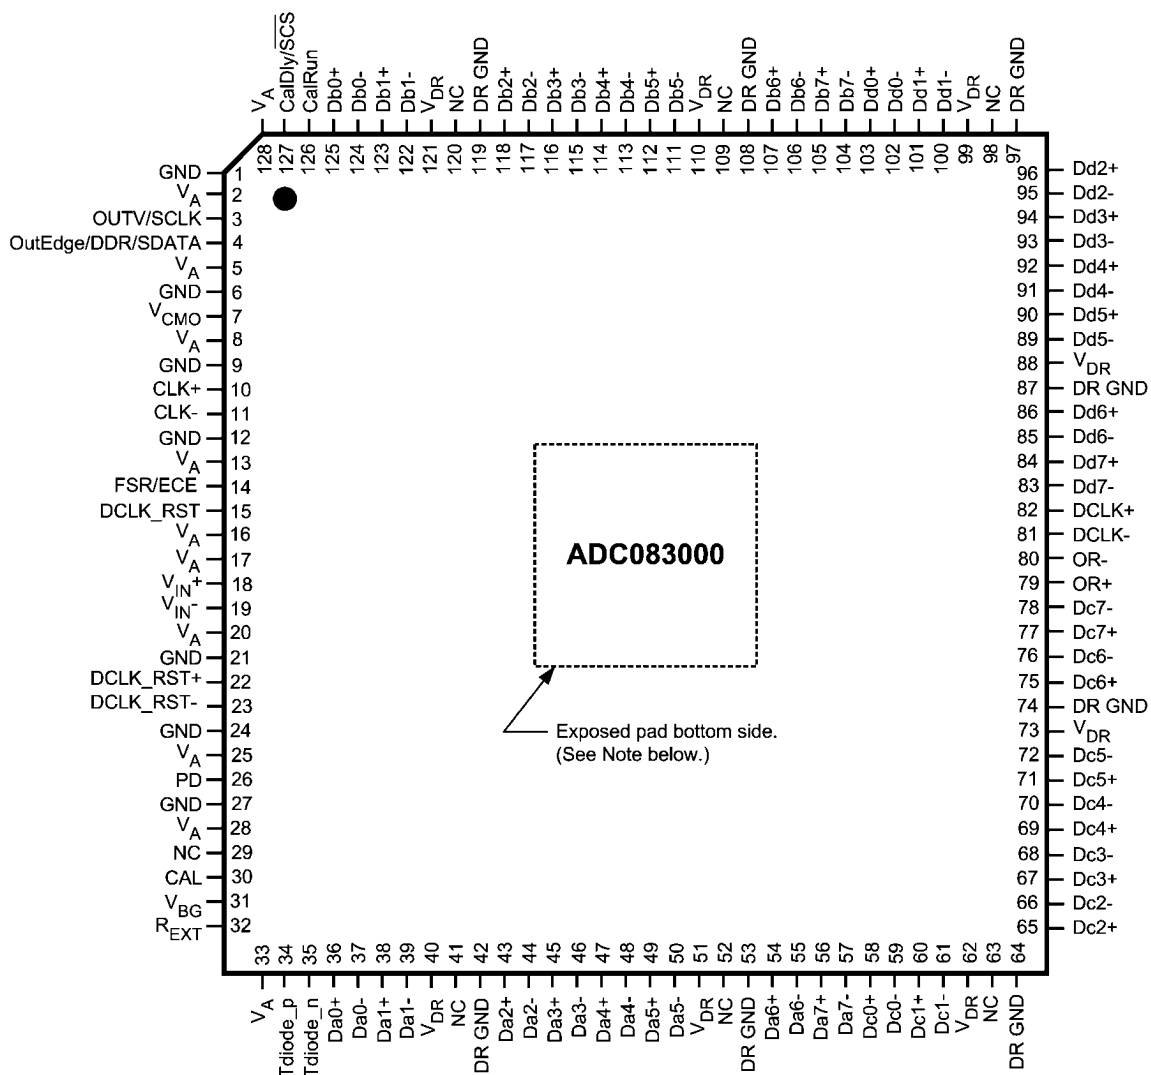 VA
CalDly/SCS
CalRun
Db0+
Db0-
Db1+
Db1-
VDR
NC
DR GND
Db2+
Db2-
Db3+
Db3-
Db4+
Db4-
Db5+
Db5-
VDR
NC
DR GND
Db6+
Db6-
Db7+
Db7-
Dd0+
Dd0-
Dd1+
Dd1-
VDR
NC
DR GND
128
127
126
125
124
123
122
121
120
119
118
117
116
115
114
113
112
111
110
109
108
107
106
105
104
103
102
101
100
99
98
97
GND 1
VA 2
OUTV/SCLK 3
OutEdge/DDR/SDATA 4
VA 5
GND 6
VCMO 7
VA 8
GND 9
CLK+ 10
CLK- 11
GND 12
VA 13
FSR/ECE 14
DCLK_RST 15
VA 16
VA 17
VIN+ 18
VIN- 19
VA 20
GND 21
DCLK_RST+ 22
DCLK_RST- 23
GND 24
VA 25
PD 26
GND 27
VA 28
NC 29
CAL 30
VBG 31
REXT 32
ADC083000
Exposed pad bottom side.
(See Note below.)
96 Dd2+
95 Dd2-
94 Dd3+
93 Dd3-
92 Dd4+
91 Dd4-
90 Dd5+
89 Dd5-
88 VDR
87 DR GND
86 Dd6+
85 Dd6-
84 Dd7+
83 Dd7-
82 DCLK+
81 DCLK-
80 OR-
79 OR+
78 Dc7-
77 Dc7+
76 Dc6-
75 Dc6+
74 DR GND
73 VDR
72 Dc5-
71 Dc5+
70 Dc4-
69 Dc4+
68 Dc3-
67 Dc3+
66 Dc2-
65 Dc2+
33
34
35
36
37
38
39
40
41
42
43
44
45
46
47
48
49
50
51
52
53
54
55
56
57
58
59
60
61
62
63
64
VA
Tdiode_p
Tdiode_n
Da0+
Da0-
Da1+
Da1-
VDR
NC
DR GND
Da2+
Da2-
Da3+
Da3-
Da4+
Da4-
Da5+
Da5-
VDR
NC
DR GND
Da6+
Da6-
Da7+
Da7-
Dc0+
Dc0-
Dc1+
Dc1-
VDR
NC
DR GND